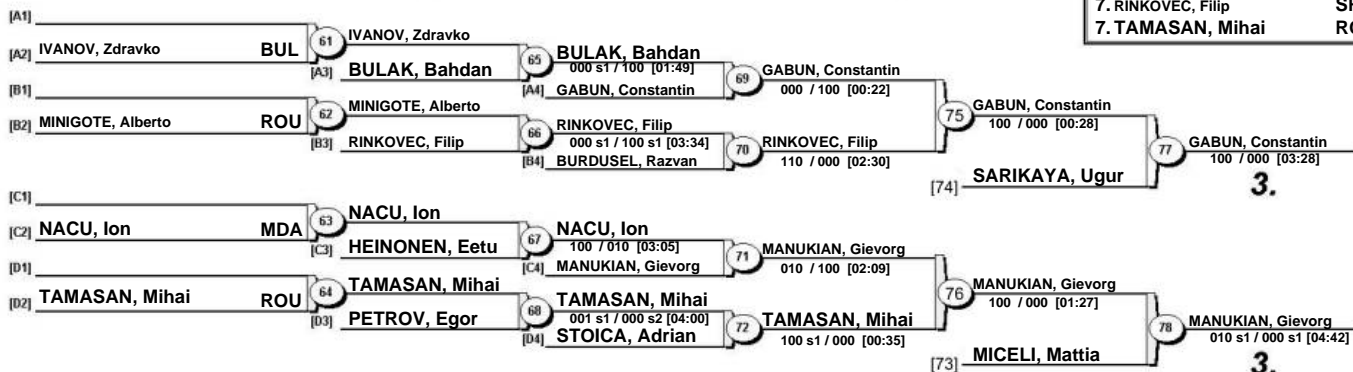 7. RINKOVEC, Filip
7. TAMASAN, Mihai
[A1]
[A2] IVANOV, Zdravko BUL
61 IVANOV, Zdravko
[A3] BULAK, Bahdan
65 BULAK, Bahdan
000 s1 / 100 [01:49]
[A4] GABUN, Constantin
69 GABUN, Constantin
000 / 100 [00:22]
[B1]
[B2] MINIGOTE, Alberto ROU
62 MINIGOTE, Alberto
[B3] RINKOVEC, Filip
66 RINKOVEC, Filip
000 s1 / 100 s1 [03:34]
[B4] BURDUSEL, Razvan
70 RINKOVEC, Filip
110 / 000 [02:30]
75 GABUN, Constantin
100 / 000 [00:28]
[74] SARIKAYA, Ugur
77 GABUN, Constantin
100 / 000 [03:28]
3.
[C1]
[C2] NACU, Ion MDA
63 NACU, Ion
[C3] HEINONEN, Eetu
67 NACU, Ion
100 / 010 [03:05]
[C4] MANUKIAN, Gievorg
71 MANUKIAN, Gievorg
010 / 100 [02:09]
[D1]
[D2] TAMASAN, Mihai ROU
64 TAMASAN, Mihai
[D3] PETROV, Egor
68 TAMASAN, Mihai
001 s1 / 000 s2 [04:00]
[D4] STOICA, Adrian
72 TAMASAN, Mihai
100 s1 / 000 [00:35]
76 MANUKIAN, Gievorg
100 / 000 [01:27]
[73] MICELI, Mattia
78 MANUKIAN, Gievorg
010 s1 / 000 s1 [04:42]
3.